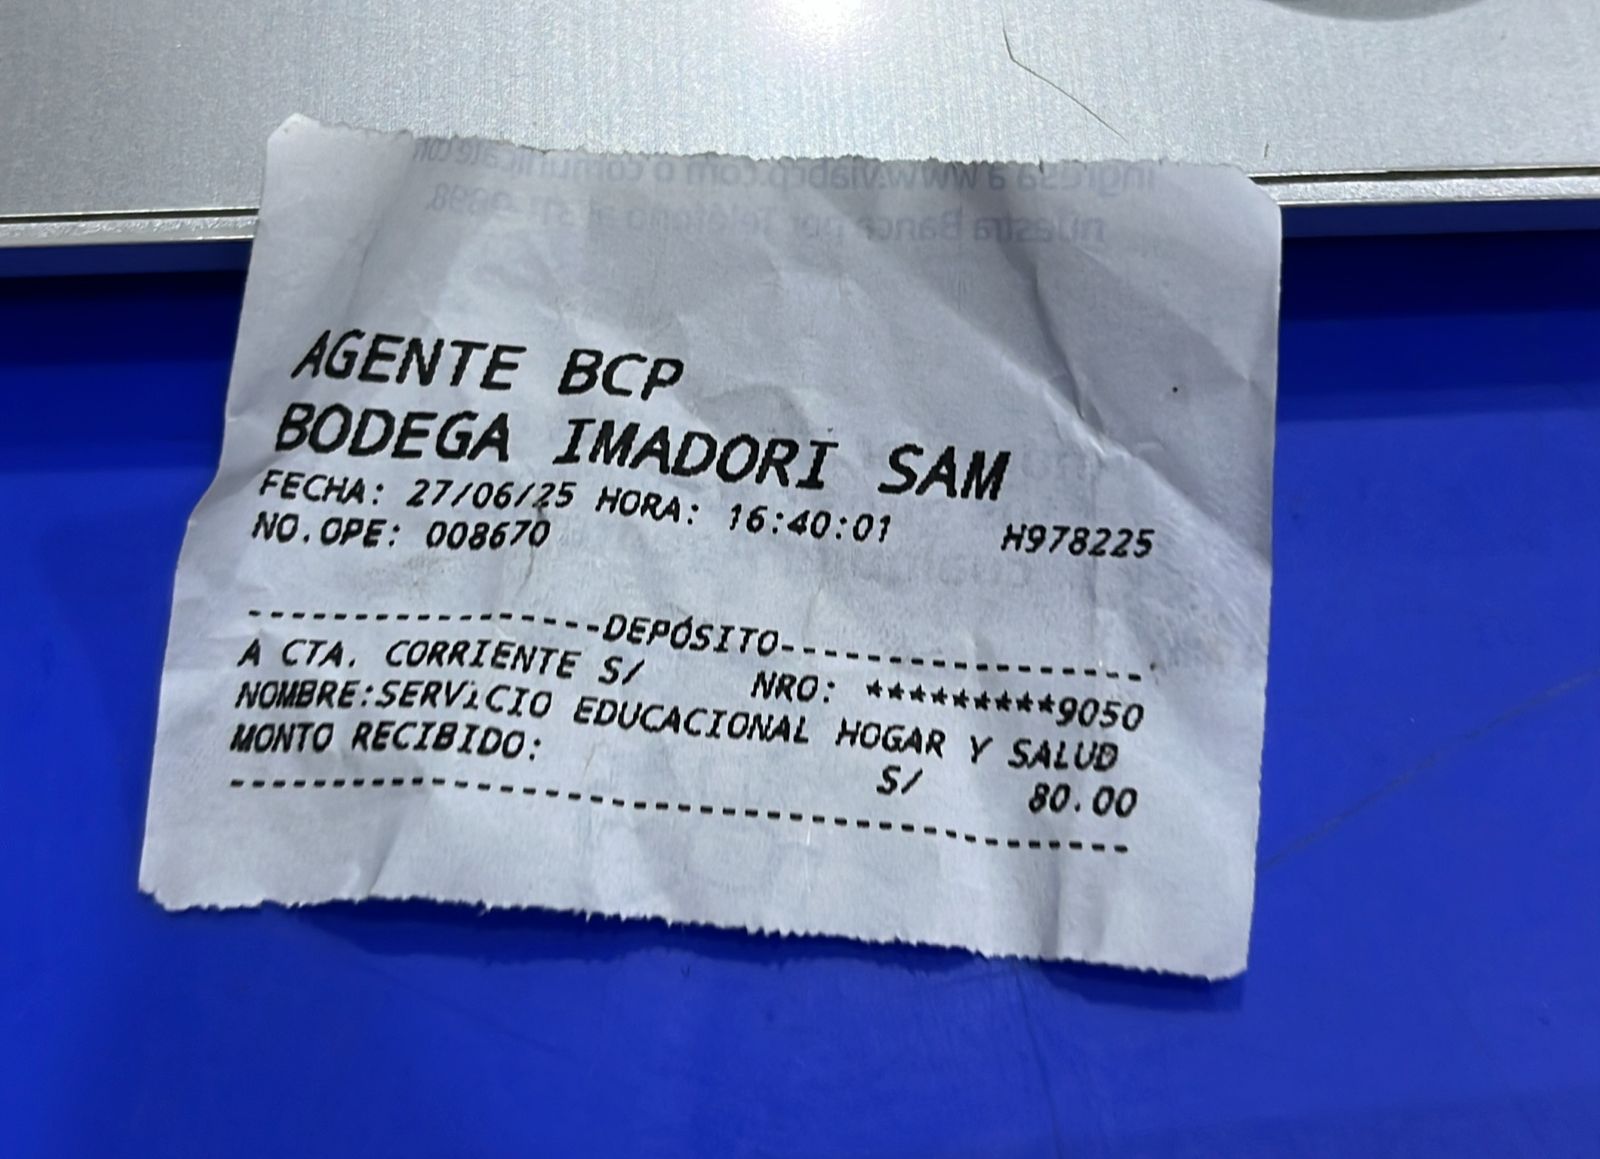 AGENTE BCP
BODEGA IMADORI SAM
FECHA: 27/06/25 HORA: 16:40:01 H978225
NO.OPE: 008670
-----------------DEPÓSITO-----------------
A CTA. CORRIENTE S/ NRO: *********9050
NOMBRE:SERVICIO EDUCACIONAL HOGAR Y SALUD
MONTO RECIBIDO: S/ 80.00
------------------------------------------